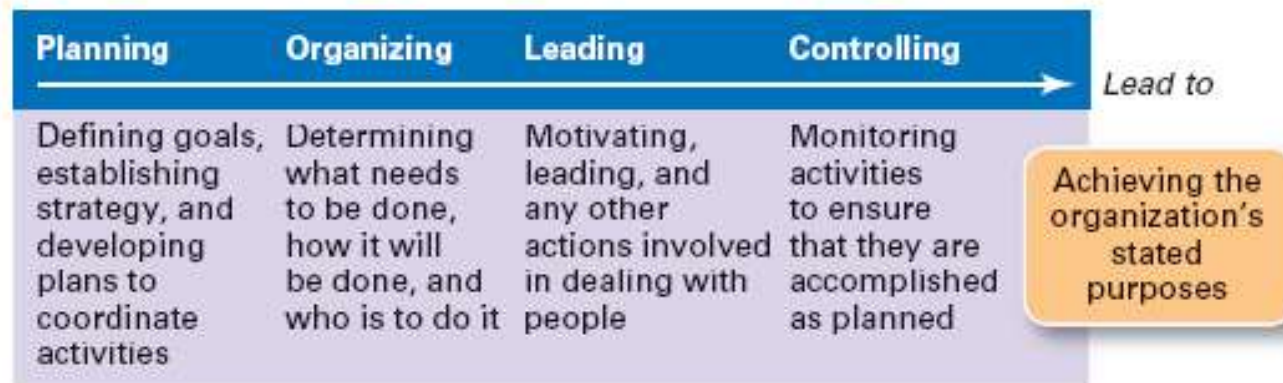 Planning
Organizing
Leading
Controlling
Lead to
Defining goals,
establishing
strategy, and
developing
plans to
coordinate
activities
Determining
what needs
to be done,
how it will
be done, and
who is to do it
Motivating,
leading, and
any other
actions involved
in dealing with
people
Monitoring
activities
to ensure
that they are
accomplished
as planned
Achieving the
organization's
stated
purposes